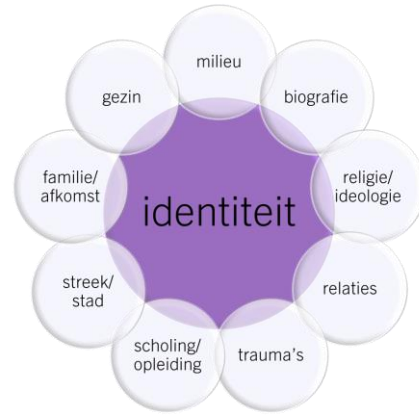 milieu
biografie
religie/
ideologie
relaties
trauma's
scholing/
opleiding
streek/
stad
familie/
afkomst
gezin
identiteit